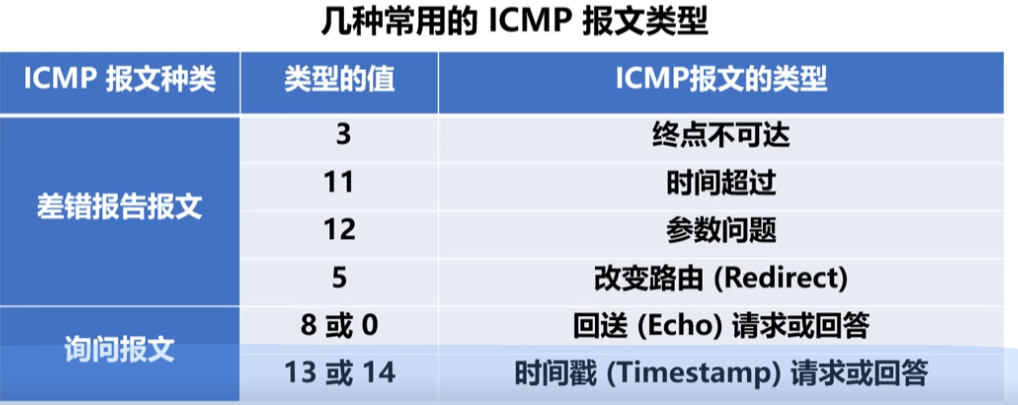 几种常用的 ICMP 报文类型
ICMP 报文种类 类型的值 ICMP报文的类型
差错报告报文
3 终点不可达
11 时间超过
12 参数问题
5 改变路由 (Redirect)
询问报文
8 或 0 回送 (Echo) 请求或回答
13 或 14 时间戳 (Timestamp) 请求或回答